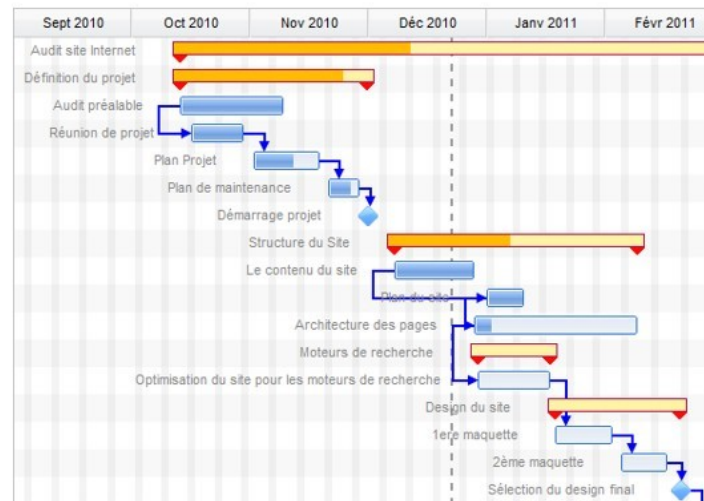 Sept 2010 Oct 2010 Nov 2010 Déc 2010 Janv 2011 Févr 2011
Audit site Internet
Définition du projet
Audit préalable
Réunion de projet
Plan Projet
Plan de maintenance
Démarrage projet
Structure du Site
Le contenu du site
Plan du site
Architecture des pages
Moteurs de recherche
Optimisation du site pour les moteurs de recherche
Design du site
1ere maquette
2ème maquette
Sélection du design final